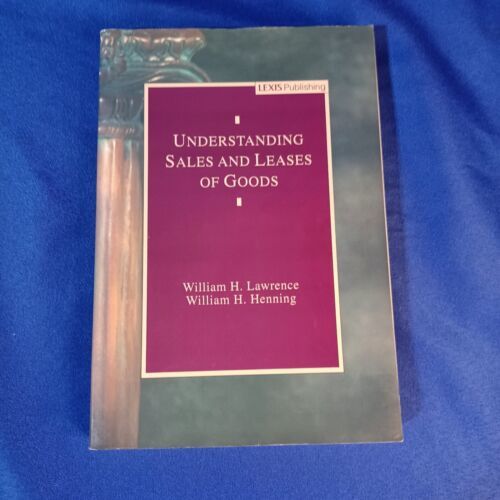 LEXIS Publishing
UNDERSTANDING
SALES AND LEASES
OF GOODS
William H. Lawrence
William H. Henning